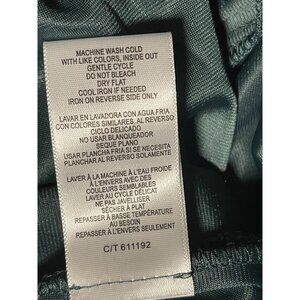 MACHINE WASH COLD
WITH LIKE COLORS, INSIDE OUT
GENTLE CYCLE
DO NOT BLEACH
DRY FLAT
COOL IRON IF NEEDED
IRON ON REVERSE SIDE ONLY
LAVAR EN LAVADORA CON AGUA FRIA
CON COLORES SIMILARES, AL REVERSO
CICLO DELICADO
NO USAR BLANQUEADOR
SEQUE PLANO
USAR PLANCHA FRIA SI SE NECESITA
PLANCHAR AL REVERSO SOLAMENTE
LAVER À LA MACHINE À L'EAU FROIDE
À L'ENVERS AVEC DES
COULEURS SEMBLABLES
LAVER AU CYCLE DÉLICAT
NE PAS JAVELLISER
SÉCHER À PLAT
REPASSER À BASSE TEMPÉRATURE
AU BESOIN
REPASSER À L'ENVERS SEULEMENT
C/T 611192